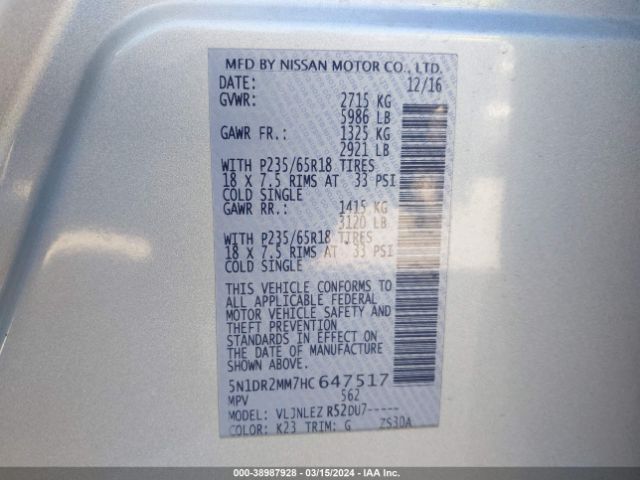 MFD BY NISSAN MOTOR CO., LTD.
DATE: 12/16
GVWR: 2715 KG
5986 LB
GAWR FR.: 1325 KG
2921 LB
WITH P235/65R18 TIRES
18 X 7.5 RIMS AT 33 PSI
COLD SINGLE
GAWR RR.: 1415 KG
3120 LB
WITH P235/65R18 TIRES
18 X 7.5 RIMS AT 33 PSI
COLD SINGLE
THIS VEHICLE CONFORMS TO
ALL APPLICABLE FEDERAL
MOTOR VEHICLE SAFETY AND
THEFT PREVENTION
STANDARDS IN EFFECT ON
THE DATE OF MANUFACTURE
SHOWN ABOVE.
5N1DR2MM7HC647517
MPV 562
MODEL: VLJNLEZ R52DU7-----
COLOR: K23 TRIM: G ZS30A
000-38987928 - 03/15/2024 - IAA Inc.